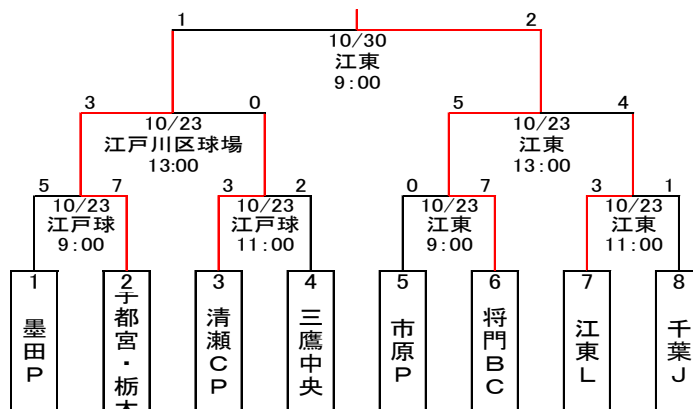 1 2
10/30
江東
9:00
3 0 5 4
10/23 10/23
江戸川区球場 江東
13:00 13:00
5 7 3 2 0 7 3 1
10/23 10/23 10/23 10/23
江戸球 江戸球 江東 江東
9:00 11:00 9:00 11:00
1 2 3 4 5 6 7 8
墨田P
宇都宮・栃木
清瀬CP
三鷹中央
市原P
将門BC
江東L
千葉J